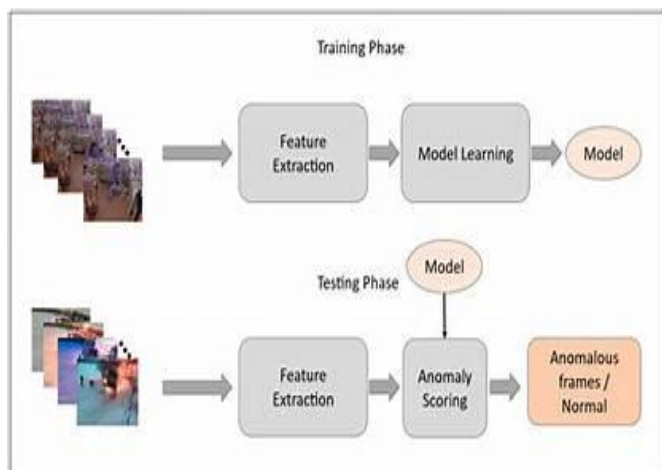 Training Phase
Feature
Extraction
Model Learning
Model
Testing Phase
Model
Feature
Extraction
Anomaly
Scoring
Anomalous
frames /
Normal